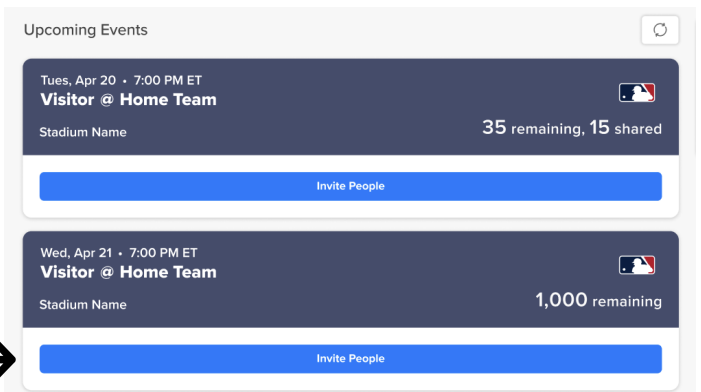 Upcoming Events
Tues, Apr 20 • 7:00 PM ET
Visitor @ Home Team
Stadium Name
35 remaining, 15 shared
Invite People
Wed, Apr 21 • 7:00 PM ET
Visitor @ Home Team
Stadium Name
1,000 remaining
Invite People